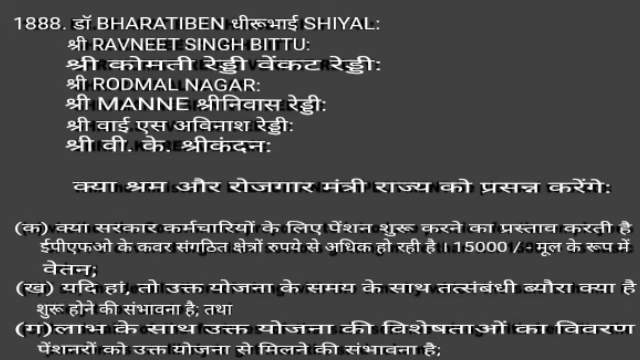 1888. डॉ BHARATIBEN धीरूभाई SHIYAL:
श्री RAVNEET SINGH BITTU:
श्री कोमती रेड्डी वेंकट रेड्डी:
श्री RODMAL NAGAR:
श्री MANNE श्रीनिवास रेड्डी:
श्री वाई एस अविनाश रेड्डी:
श्री वी. के. श्रीकंदन:
क्या श्रम और रोजगार मंत्री राज्य को प्रसन्न करेंगे:
(क) क्या सरकार कर्मचारियों के लिए पेंशन शुरू करने का प्रस्ताव करती है
ईपीएफओ के कवर संगठित क्षेत्रों रुपये से अधिक हो रही है । 15000 / - मूल के रूप में
वेतन;
(ख) यदि हां, तो उक्त योजना के समय के साथ तत्संबंधी ब्यौरा क्या है
शुरू होने की संभावना है; तथा
(ग)लाभ के साथ उक्त योजना की विशेषताओं का विवरण
पेंशनरों को उक्त योजना से मिलने की संभावना है;